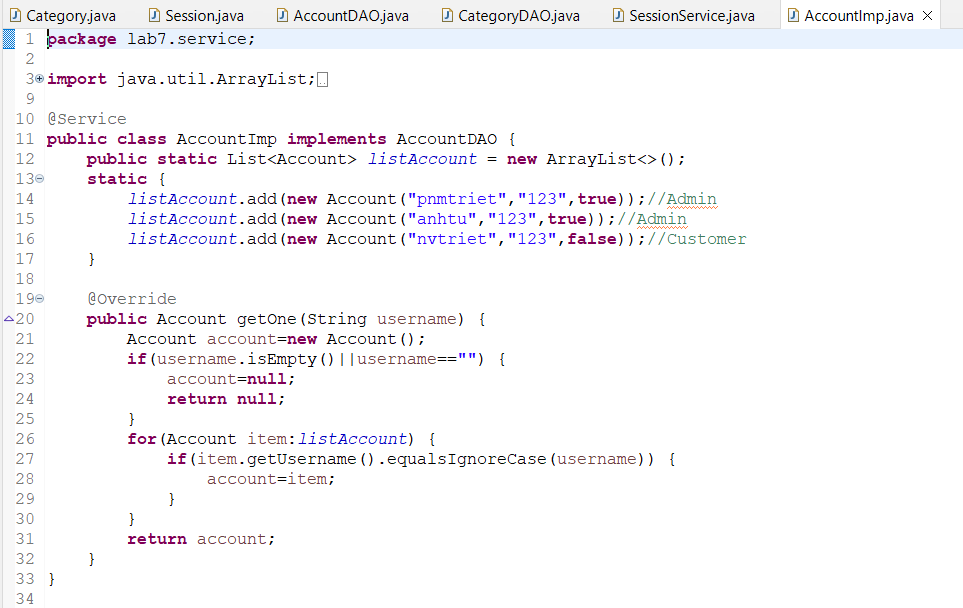 Category.java Session.java AccountDAO.java CategoryDAO.java SessionService.java AccountImp.java
1 package lab7.service;
2
3 import java.util.ArrayList;
9
10 @Service
11 public class AccountImp implements AccountDAO {
12 public static List<Account> listAccount = new ArrayList<>();
13 static {
14 listAccount.add(new Account("pnmtriet","123",true));//Admin
15 listAccount.add(new Account("anhtu","123",true));//Admin
16 listAccount.add(new Account("nvtriet","123",false));//Customer
17 }
18
19 @Override
20 public Account getOne(String username) {
21 Account account=new Account();
22 if(username.isEmpty()||username=="") {
23 account=null;
24 return null;
25 }
26 for(Account item:listAccount) {
27 if(item.getUsername().equalsIgnoreCase(username)) {
28 account=item;
29 }
30 }
31 return account;
32 }
33 }
34